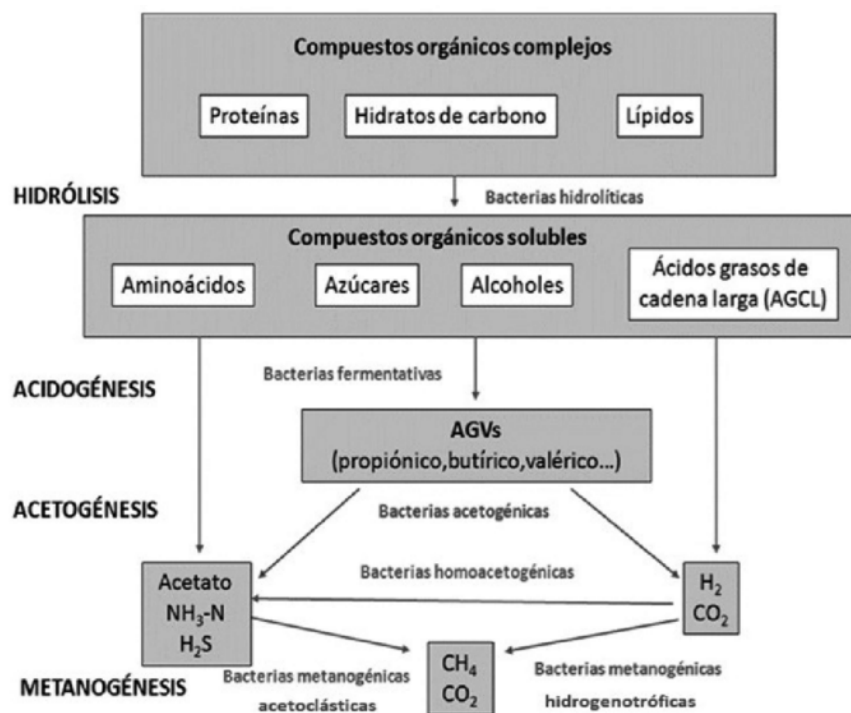 Compuestos orgánicos complejos
Proteínas
Hidratos de carbono
Lípidos
HIDRÓLISIS
Bacterias hidrolíticas
Compuestos orgánicos solubles
Aminoácidos
Azúcares
Alcoholes
Ácidos grasos de
cadena larga (AGCL)
ACIDOGÉNESIS
Bacterias fermentativas
AGVs
(propiónico,butírico,valérico...)
ACETOGÉNESIS
Bacterias acetogénicas
Bacterias homoacetogénicas
Acetato
NH₃-N
H₂S
H₂
CO₂
METANOGÉNESIS
Bacterias metanogénicas
acetoclásticas
CH₄
CO₂
Bacterias metanogénicas
hidrogenotróficas